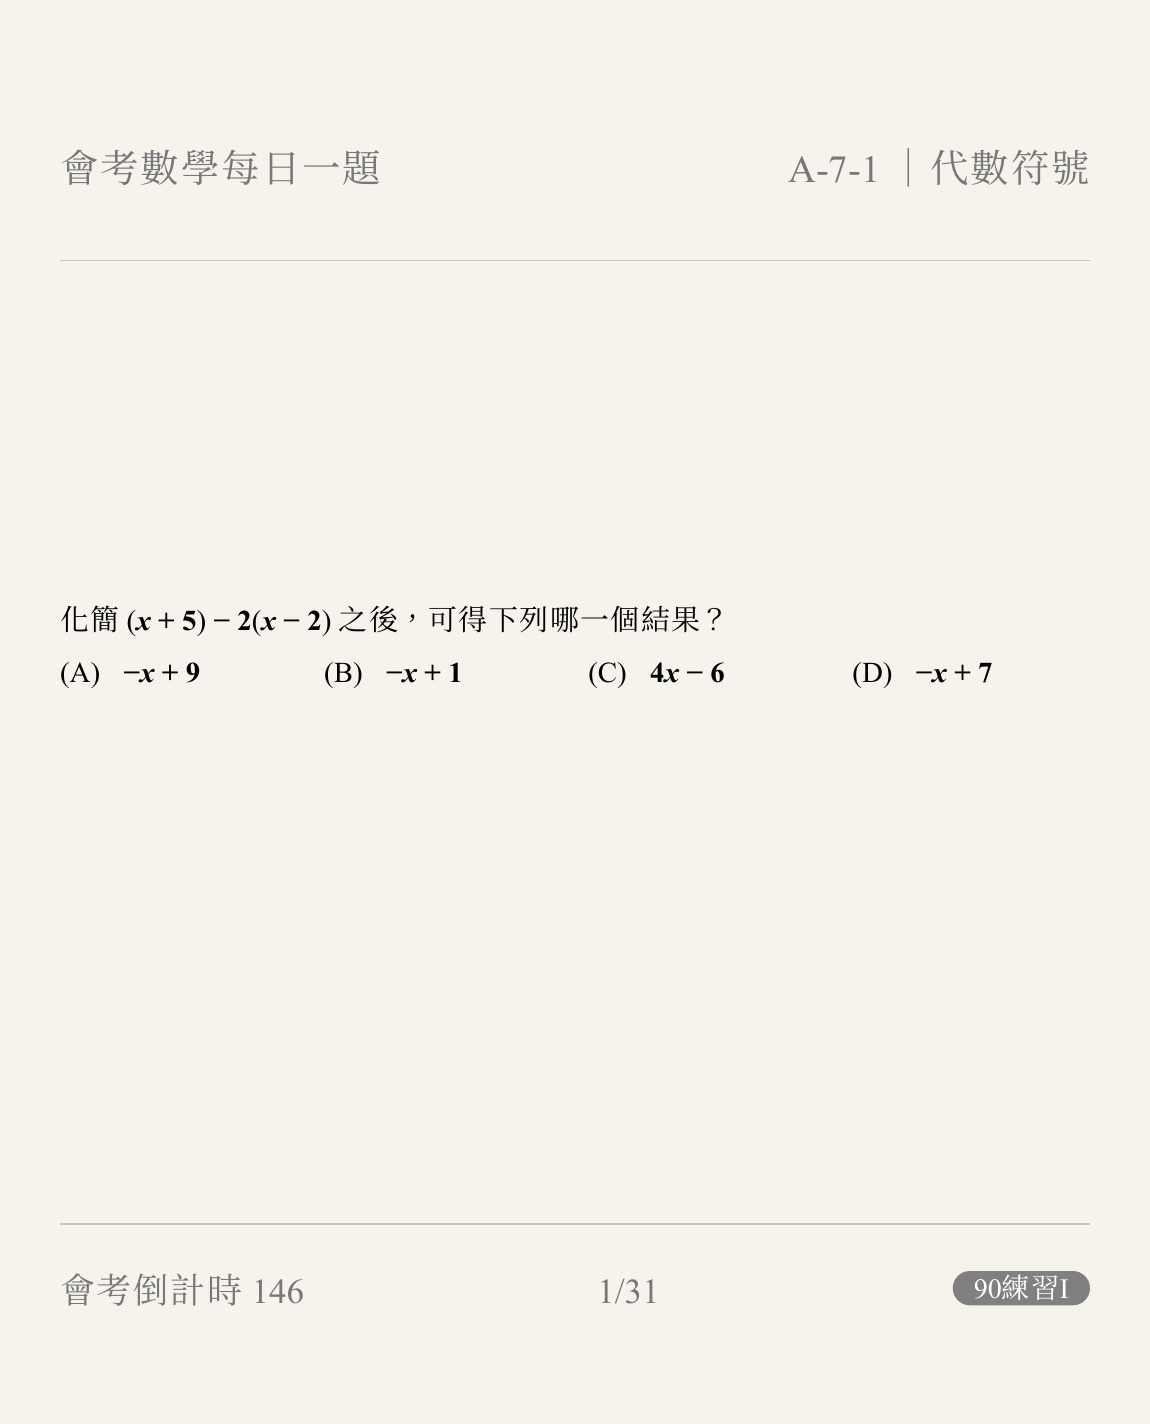 會考數學每日一題
A-7-1 ｜代數符號
化簡 (x + 5) − 2(x − 2) 之後，可得下列哪一個結果？
(A) −x + 9 (B) −x + 1 (C) 4x − 6 (D) −x + 7
會考倒計時 146
1/31
90練習I